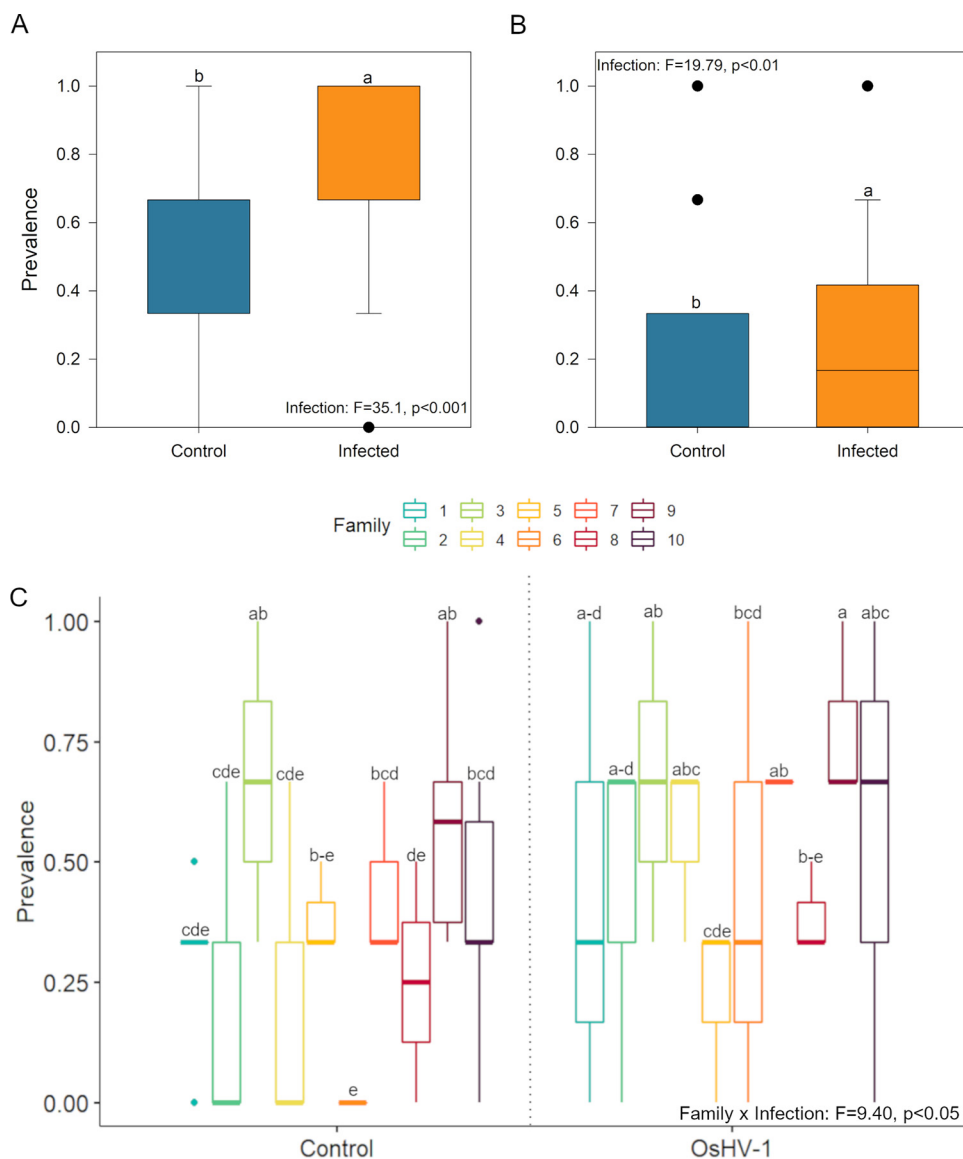 A
B
Infection: F=19.79, p<0.01
b
a
1.0
0.8
0.6
0.4
0.2
0.0
Prevalence
Infection: F=35.1, p<0.001
Control
Infected
1.0
0.8
0.6
0.4
0.2
0.0
a
b
Control
Infected
Family
1
3
5
7
9
2
4
6
8
10
C
1.00
0.75
0.50
0.25
0.00
Prevalence
cde
cde
ab
cde
b-e
e
bcd
de
ab
bcd
a-d
a-d
ab
abc
cde
bcd
ab
b-e
a
abc
Family x Infection: F=9.40, p<0.05
Control
OsHV-1